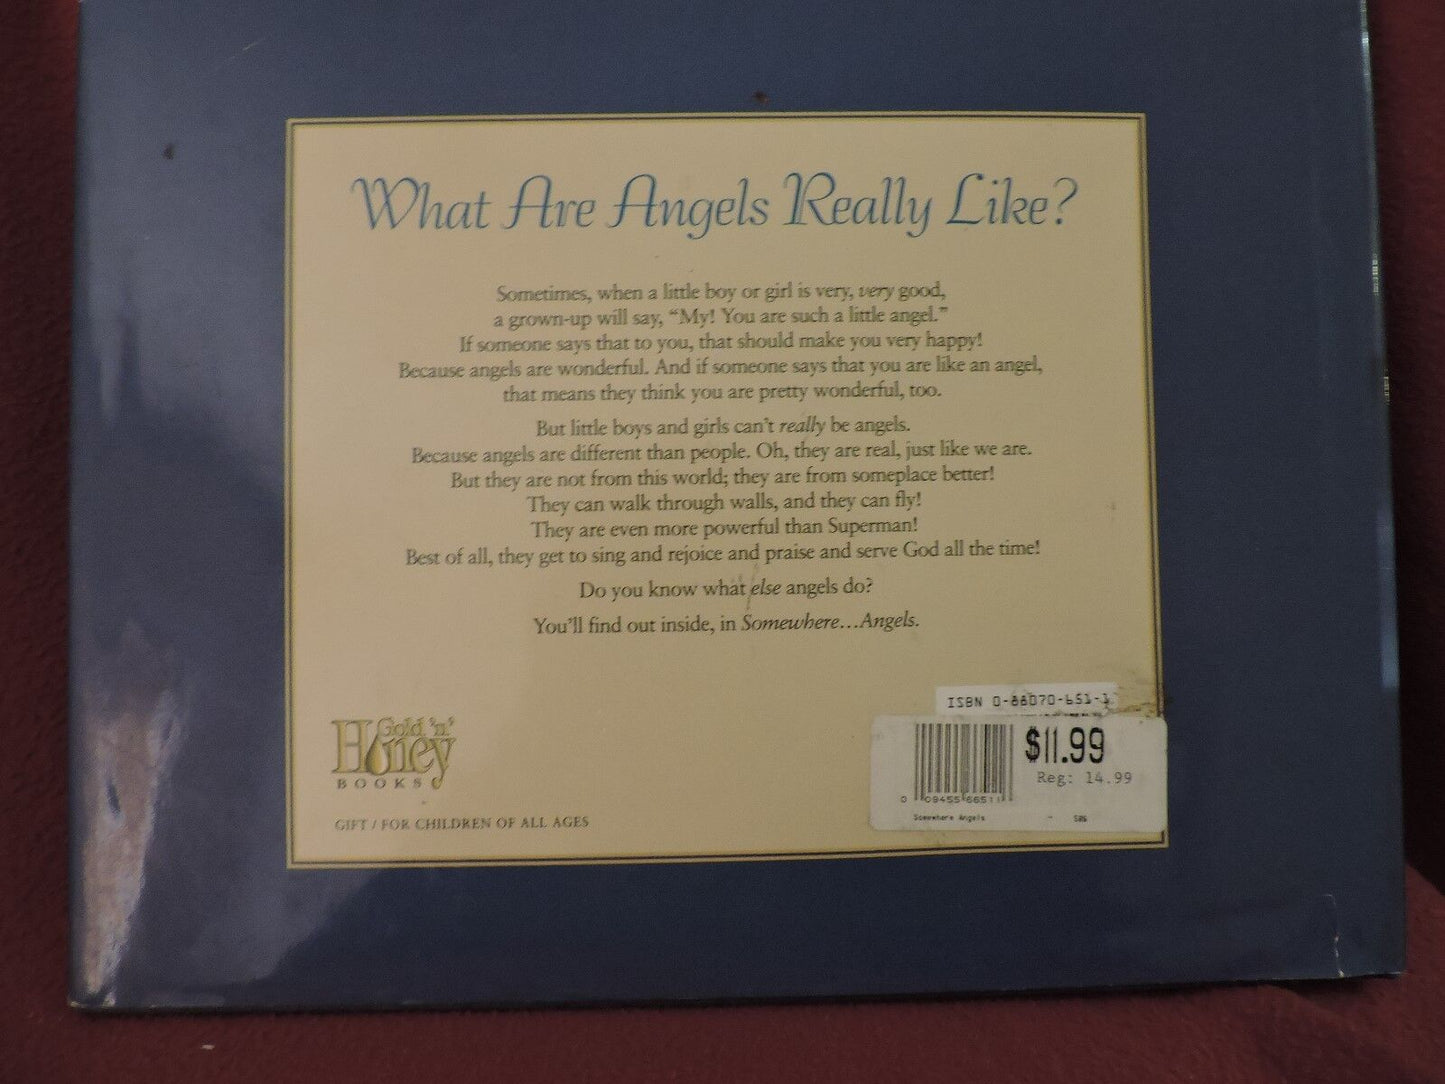 What Are Angels Really Like?
Sometimes, when a little boy or girl is very, very good,
a grown-up will say, “My! You are such a little angel.”
If someone says that to you, that should make you very happy!
Because angels are wonderful. And if someone says that you are like an angel,
that means they think you are pretty wonderful, too.
But little boys and girls can't really be angels.
Because angels are different than people. Oh, they are real, just like we are.
But they are not from this world; they are from someplace better!
They can walk through walls, and they can fly!
They are even more powerful than Superman!
Best of all, they get to sing and rejoice and praise and serve God all the time!
Do you know what else angels do?
You'll find out inside, in Somewhere…Angels.
ISBN 0-88070-651-1
$11.99
Reg: 14.99
0 09455 66511
Somewhere Angels -
Gold 'n'
Honey
BOOKS
GIFT / FOR CHILDREN OF ALL AGES